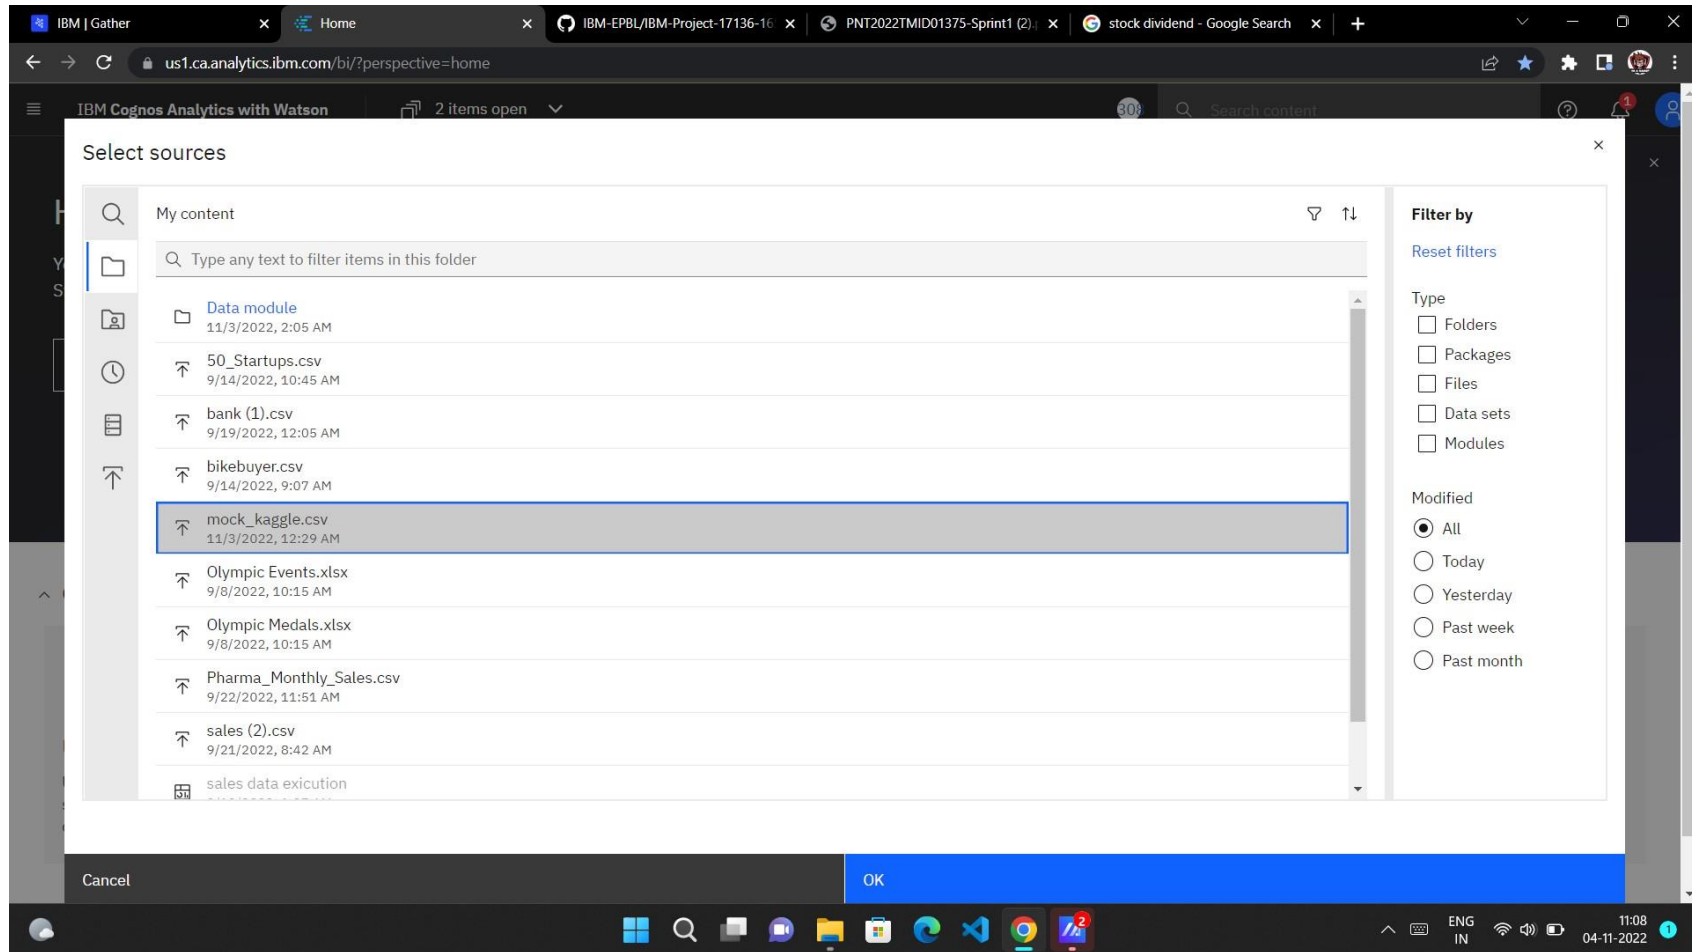 IBM | Gather
Home
IBM-EPBL/IBM-Project-17136-16
PNT2022TMID01375-Sprint1 (2).
stock dividend - Google Search
us1.ca.analytics.ibm.com/bi/?perspective=home
IBM Cognos Analytics with Watson
2 items open
308
Search content
1
Select sources
My content
Type any text to filter items in this folder
Data module
11/3/2022, 2:05 AM
50_Startups.csv
9/14/2022, 10:45 AM
bank (1).csv
9/19/2022, 12:05 AM
bikebuyer.csv
9/14/2022, 9:07 AM
mock_kaggle.csv
11/3/2022, 12:29 AM
Olympic Events.xlsx
9/8/2022, 10:15 AM
Olympic Medals.xlsx
9/8/2022, 10:15 AM
Pharma_Monthly_Sales.csv
9/22/2022, 11:51 AM
sales (2).csv
9/21/2022, 8:42 AM
sales data exicution
Filter by
Reset filters
Type
Folders
Packages
Files
Data sets
Modules
Modified
All
Today
Yesterday
Past week
Past month
Cancel
OK
2
ENG
IN
11:08
04-11-2022
1